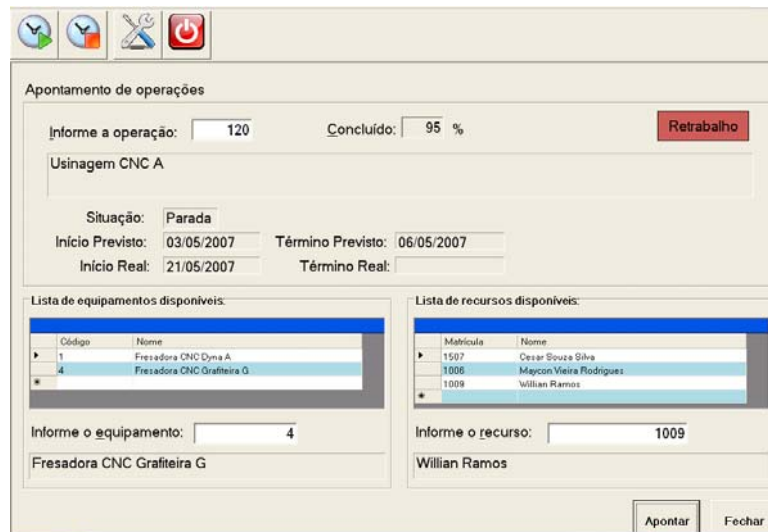 Apontamento de operações
Informe a operação: 120 Concluído: 95 % Retrabalho
Usinagem CNC A
Situação: Parada
Início Previsto: 03/05/2007 Término Previsto: 06/05/2007
Início Real: 21/05/2007 Término Real:
Lista de equipamentos disponíveis:
Código Nome
1 Fresadora CNC Dyna A
4 Fresadora CNC Grafiteira G
Informe o equipamento: 4
Fresadora CNC Grafiteira G
Lista de recursos disponíveis:
Matrícula Nome
1507 Cesar Souza Silva
1006 Maycon Vieira Rodrigues
1009 Willian Ramos
Informe o recurso: 1009
Willian Ramos
Apontar Fechar